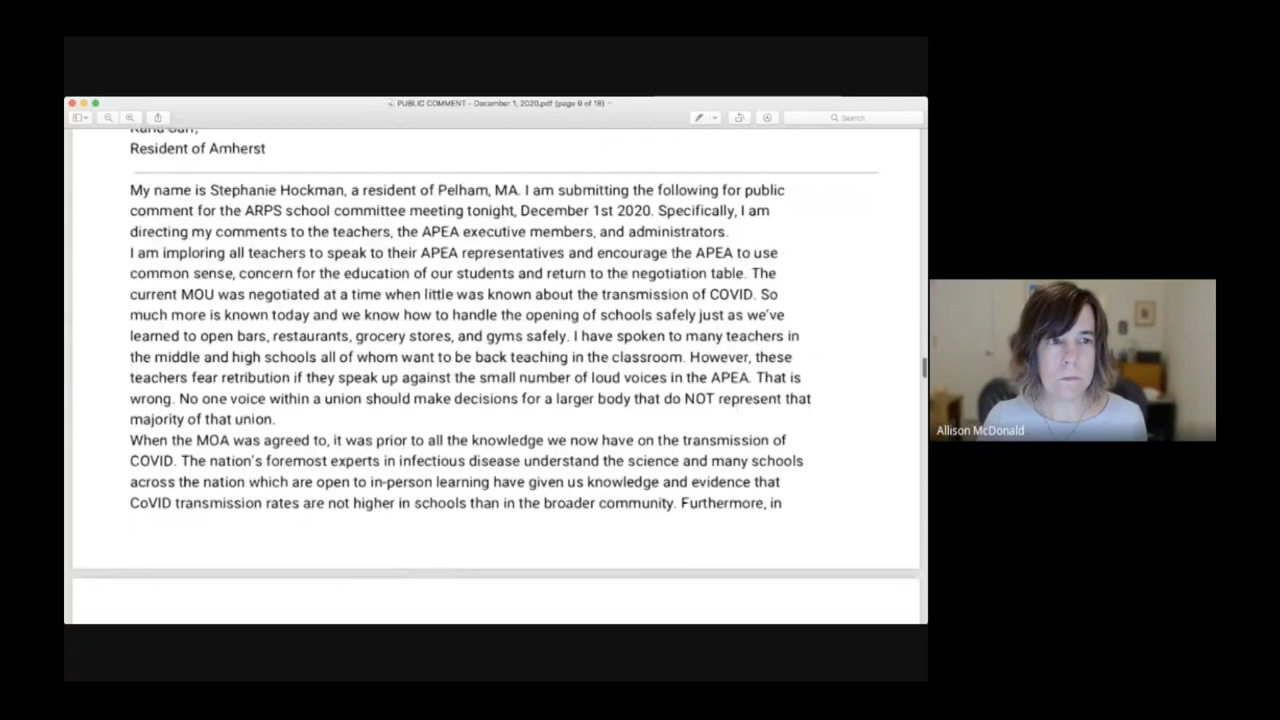 PUBLIC COMMENT - December 1, 2020.pdf (page 9 of 18)
Search
Resident of Amherst
My name is Stephanie Hockman, a resident of Pelham, MA. I am submitting the following for public
comment for the ARPS school committee meeting tonight, December 1st 2020. Specifically, I am
directing my comments to the teachers, the APEA executive members, and administrators.
I am imploring all teachers to speak to their APEA representatives and encourage the APEA to use
common sense, concern for the education of our students and return to the negotiation table. The
current MOU was negotiated at a time when little was known about the transmission of COVID. So
much more is known today and we know how to handle the opening of schools safely just as we've
learned to open bars, restaurants, grocery stores, and gyms safely. I have spoken to many teachers in
the middle and high schools all of whom want to be back teaching in the classroom. However, these
teachers fear retribution if they speak up against the small number of loud voices in the APEA. That is
wrong. No one voice within a union should make decisions for a larger body that do NOT represent that
majority of that union.
When the MOA was agreed to, it was prior to all the knowledge we now have on the transmission of
COVID. The nation's foremost experts in infectious disease understand the science and many schools
across the nation which are open to in-person learning have given us knowledge and evidence that
CoVID transmission rates are not higher in schools than in the broader community. Furthermore, in
Allison McDonald